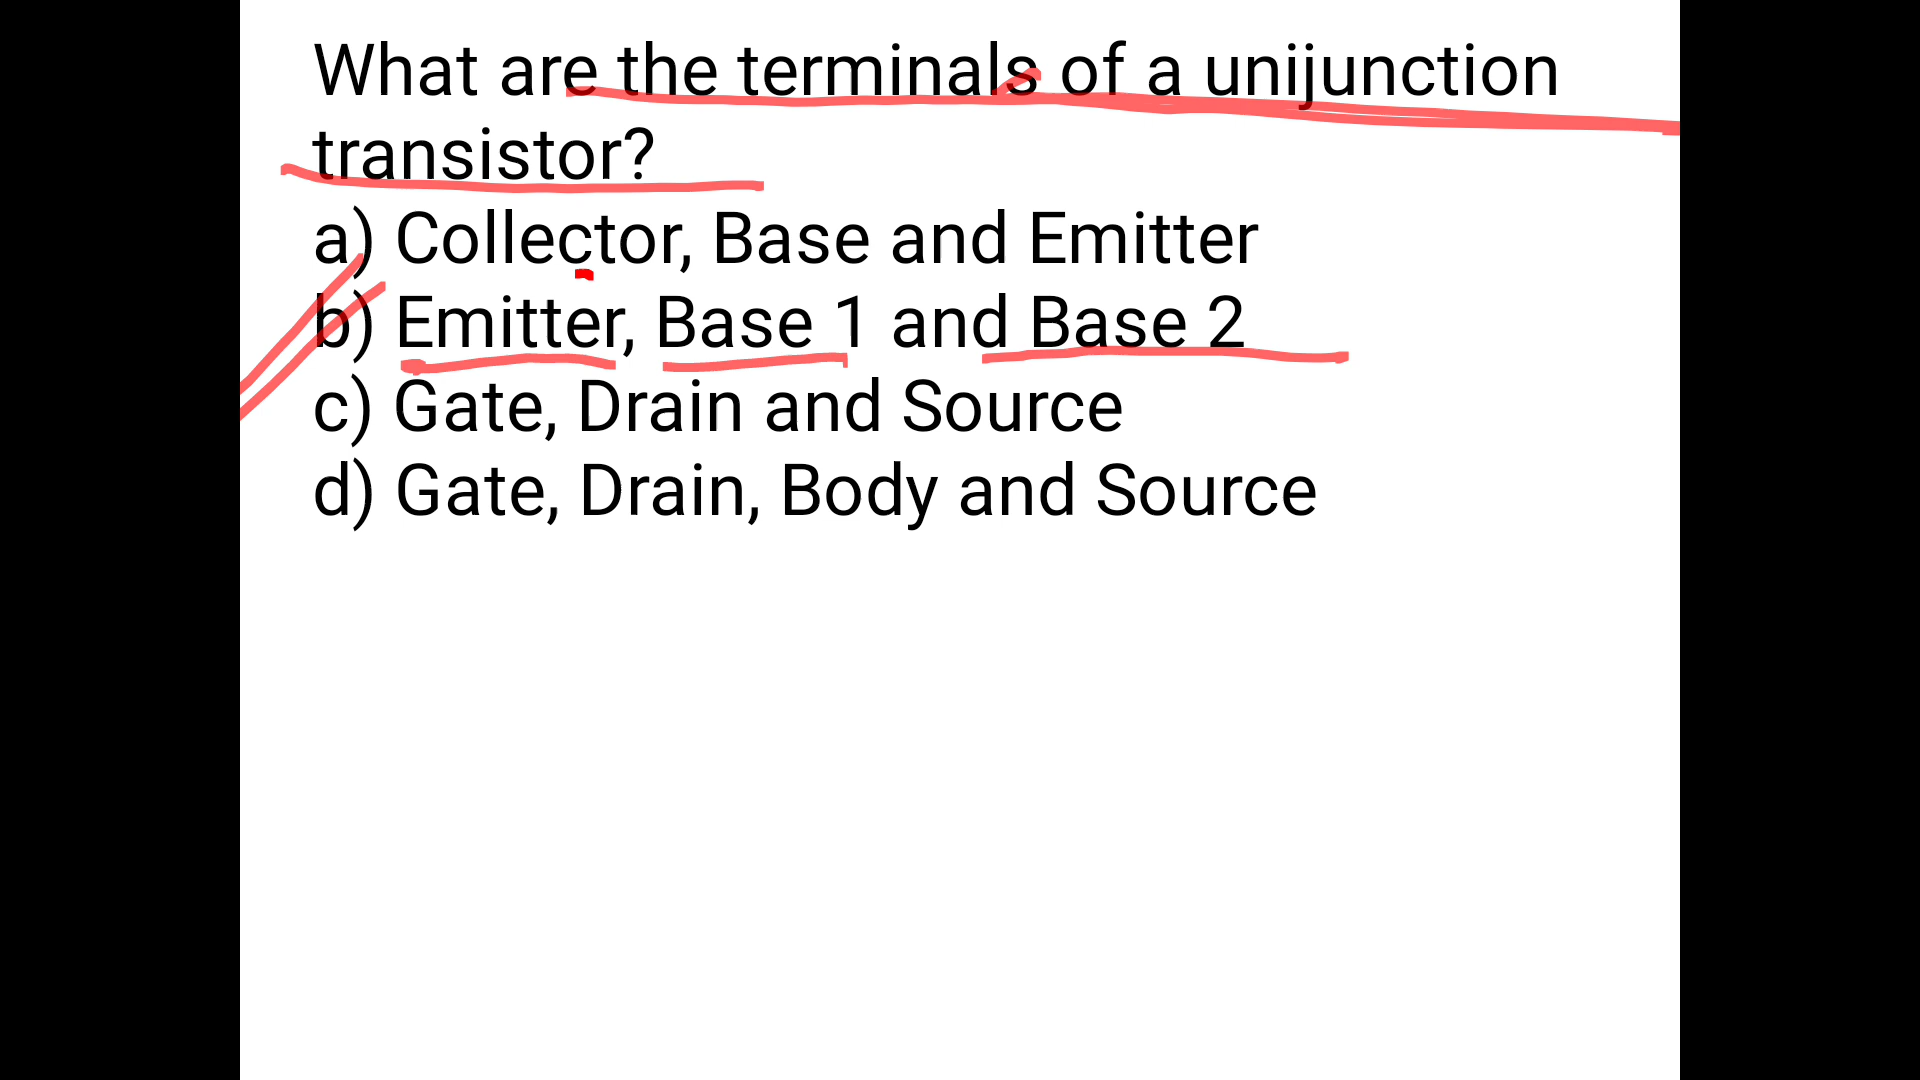 What are the terminals of a unijunction
transistor?
a) Collector, Base and Emitter
b) Emitter, Base 1 and Base 2
c) Gate, Drain and Source
d) Gate, Drain, Body and Source